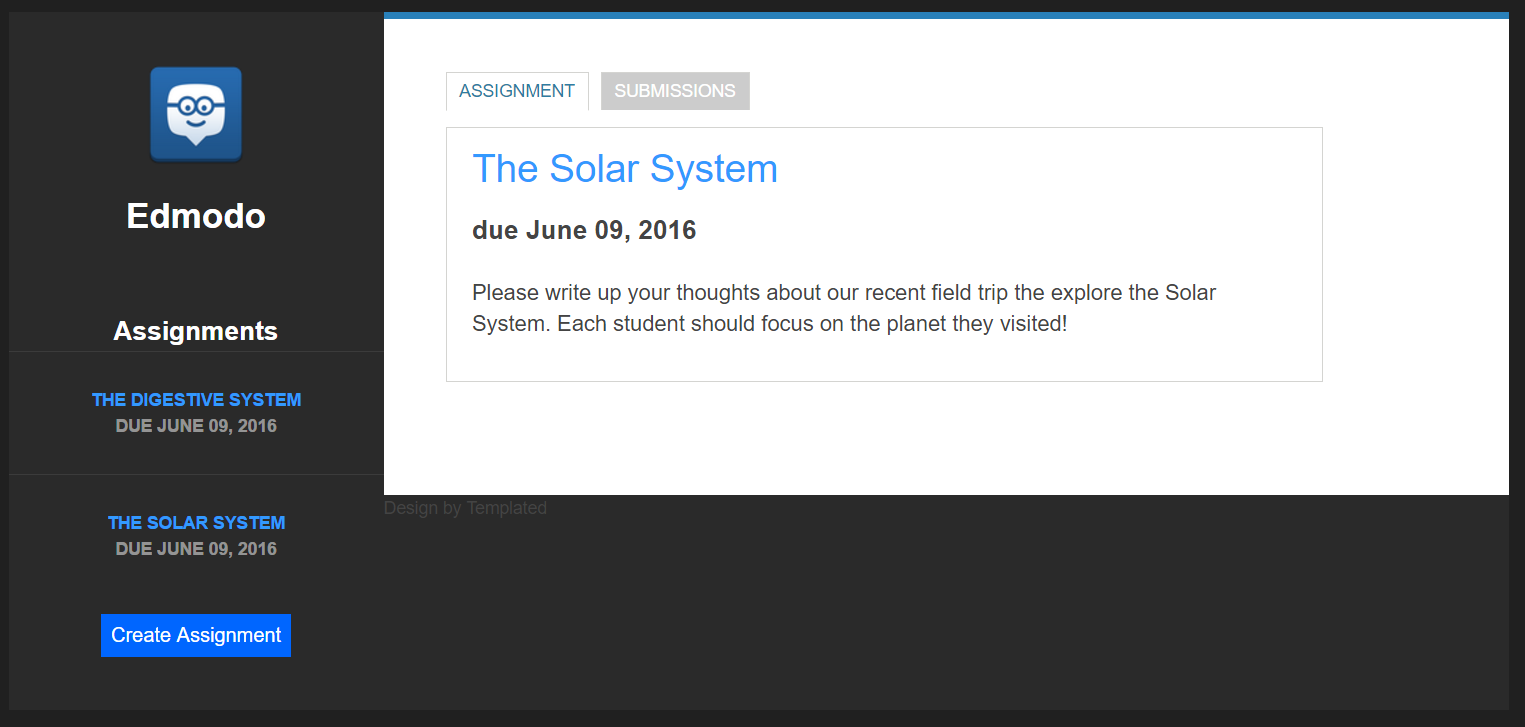 Edmodo
Assignments
THE DIGESTIVE SYSTEM
DUE JUNE 09, 2016
THE SOLAR SYSTEM
DUE JUNE 09, 2016
Create Assignment
ASSIGNMENT SUBMISSIONS
The Solar System
due June 09, 2016
Please write up your thoughts about our recent field trip the explore the Solar
System. Each student should focus on the planet they visited!
Design by Templated